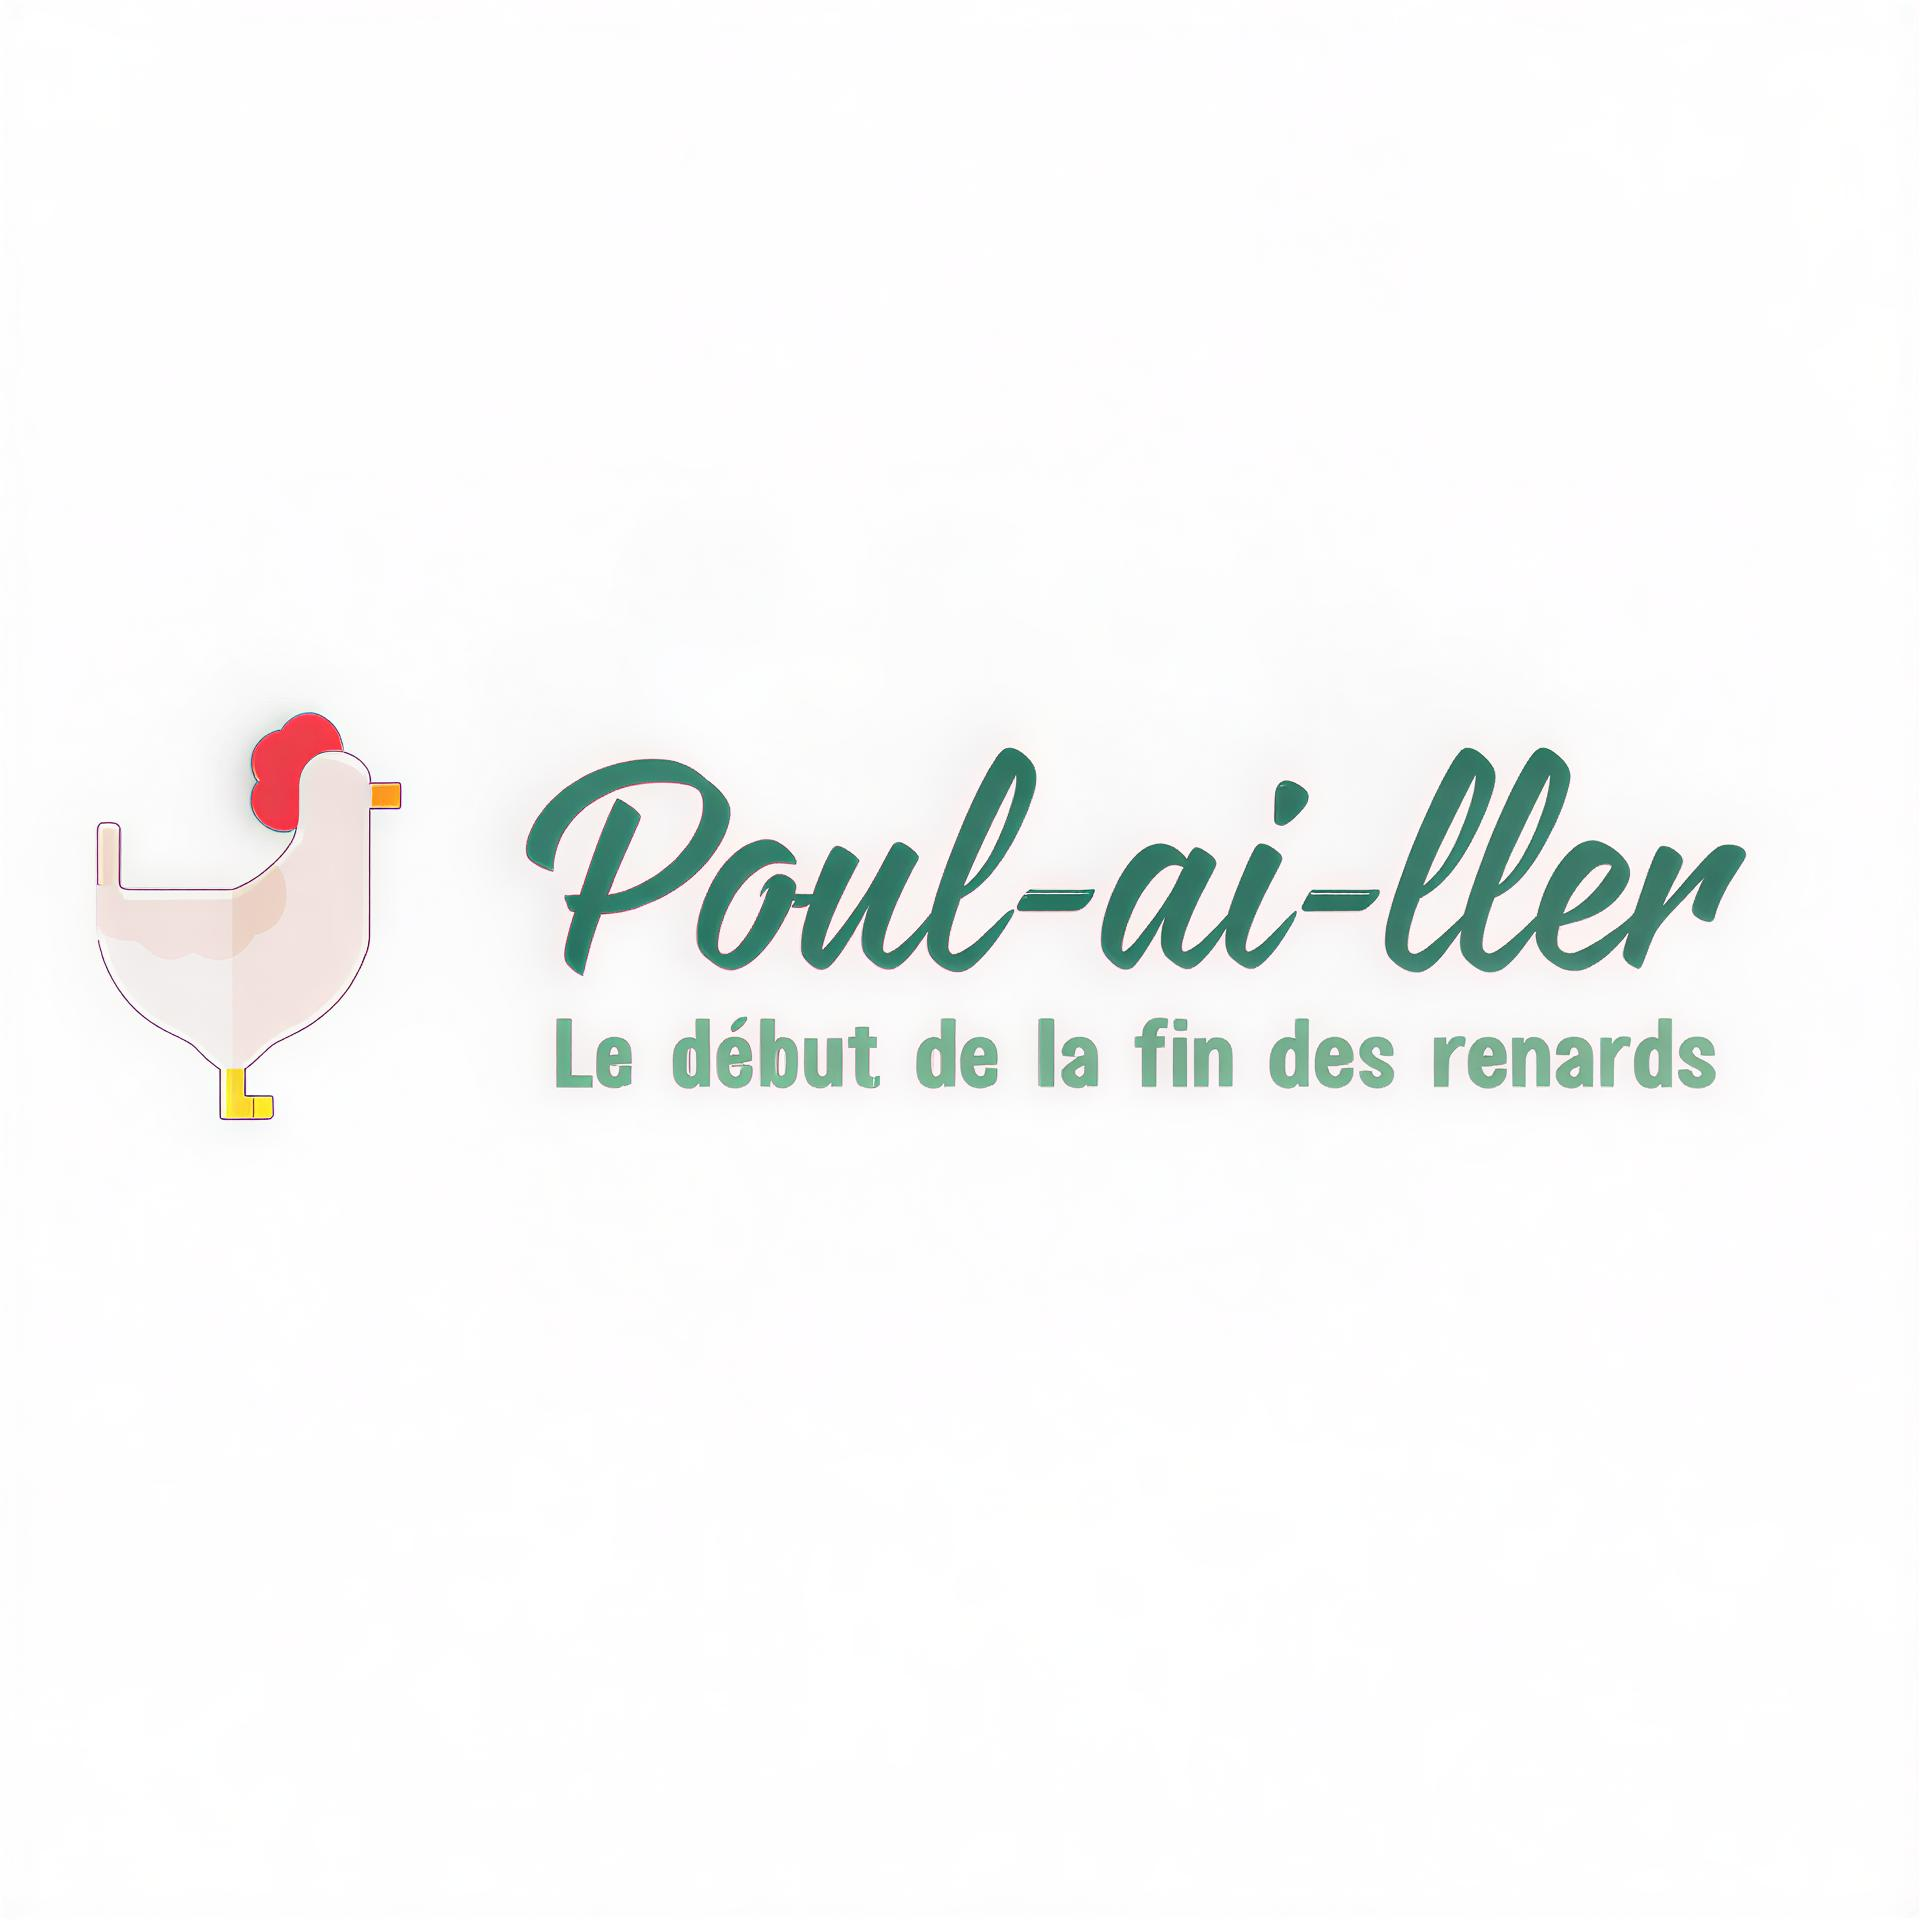 Poul-ai-ller
Le début de la fin des renards